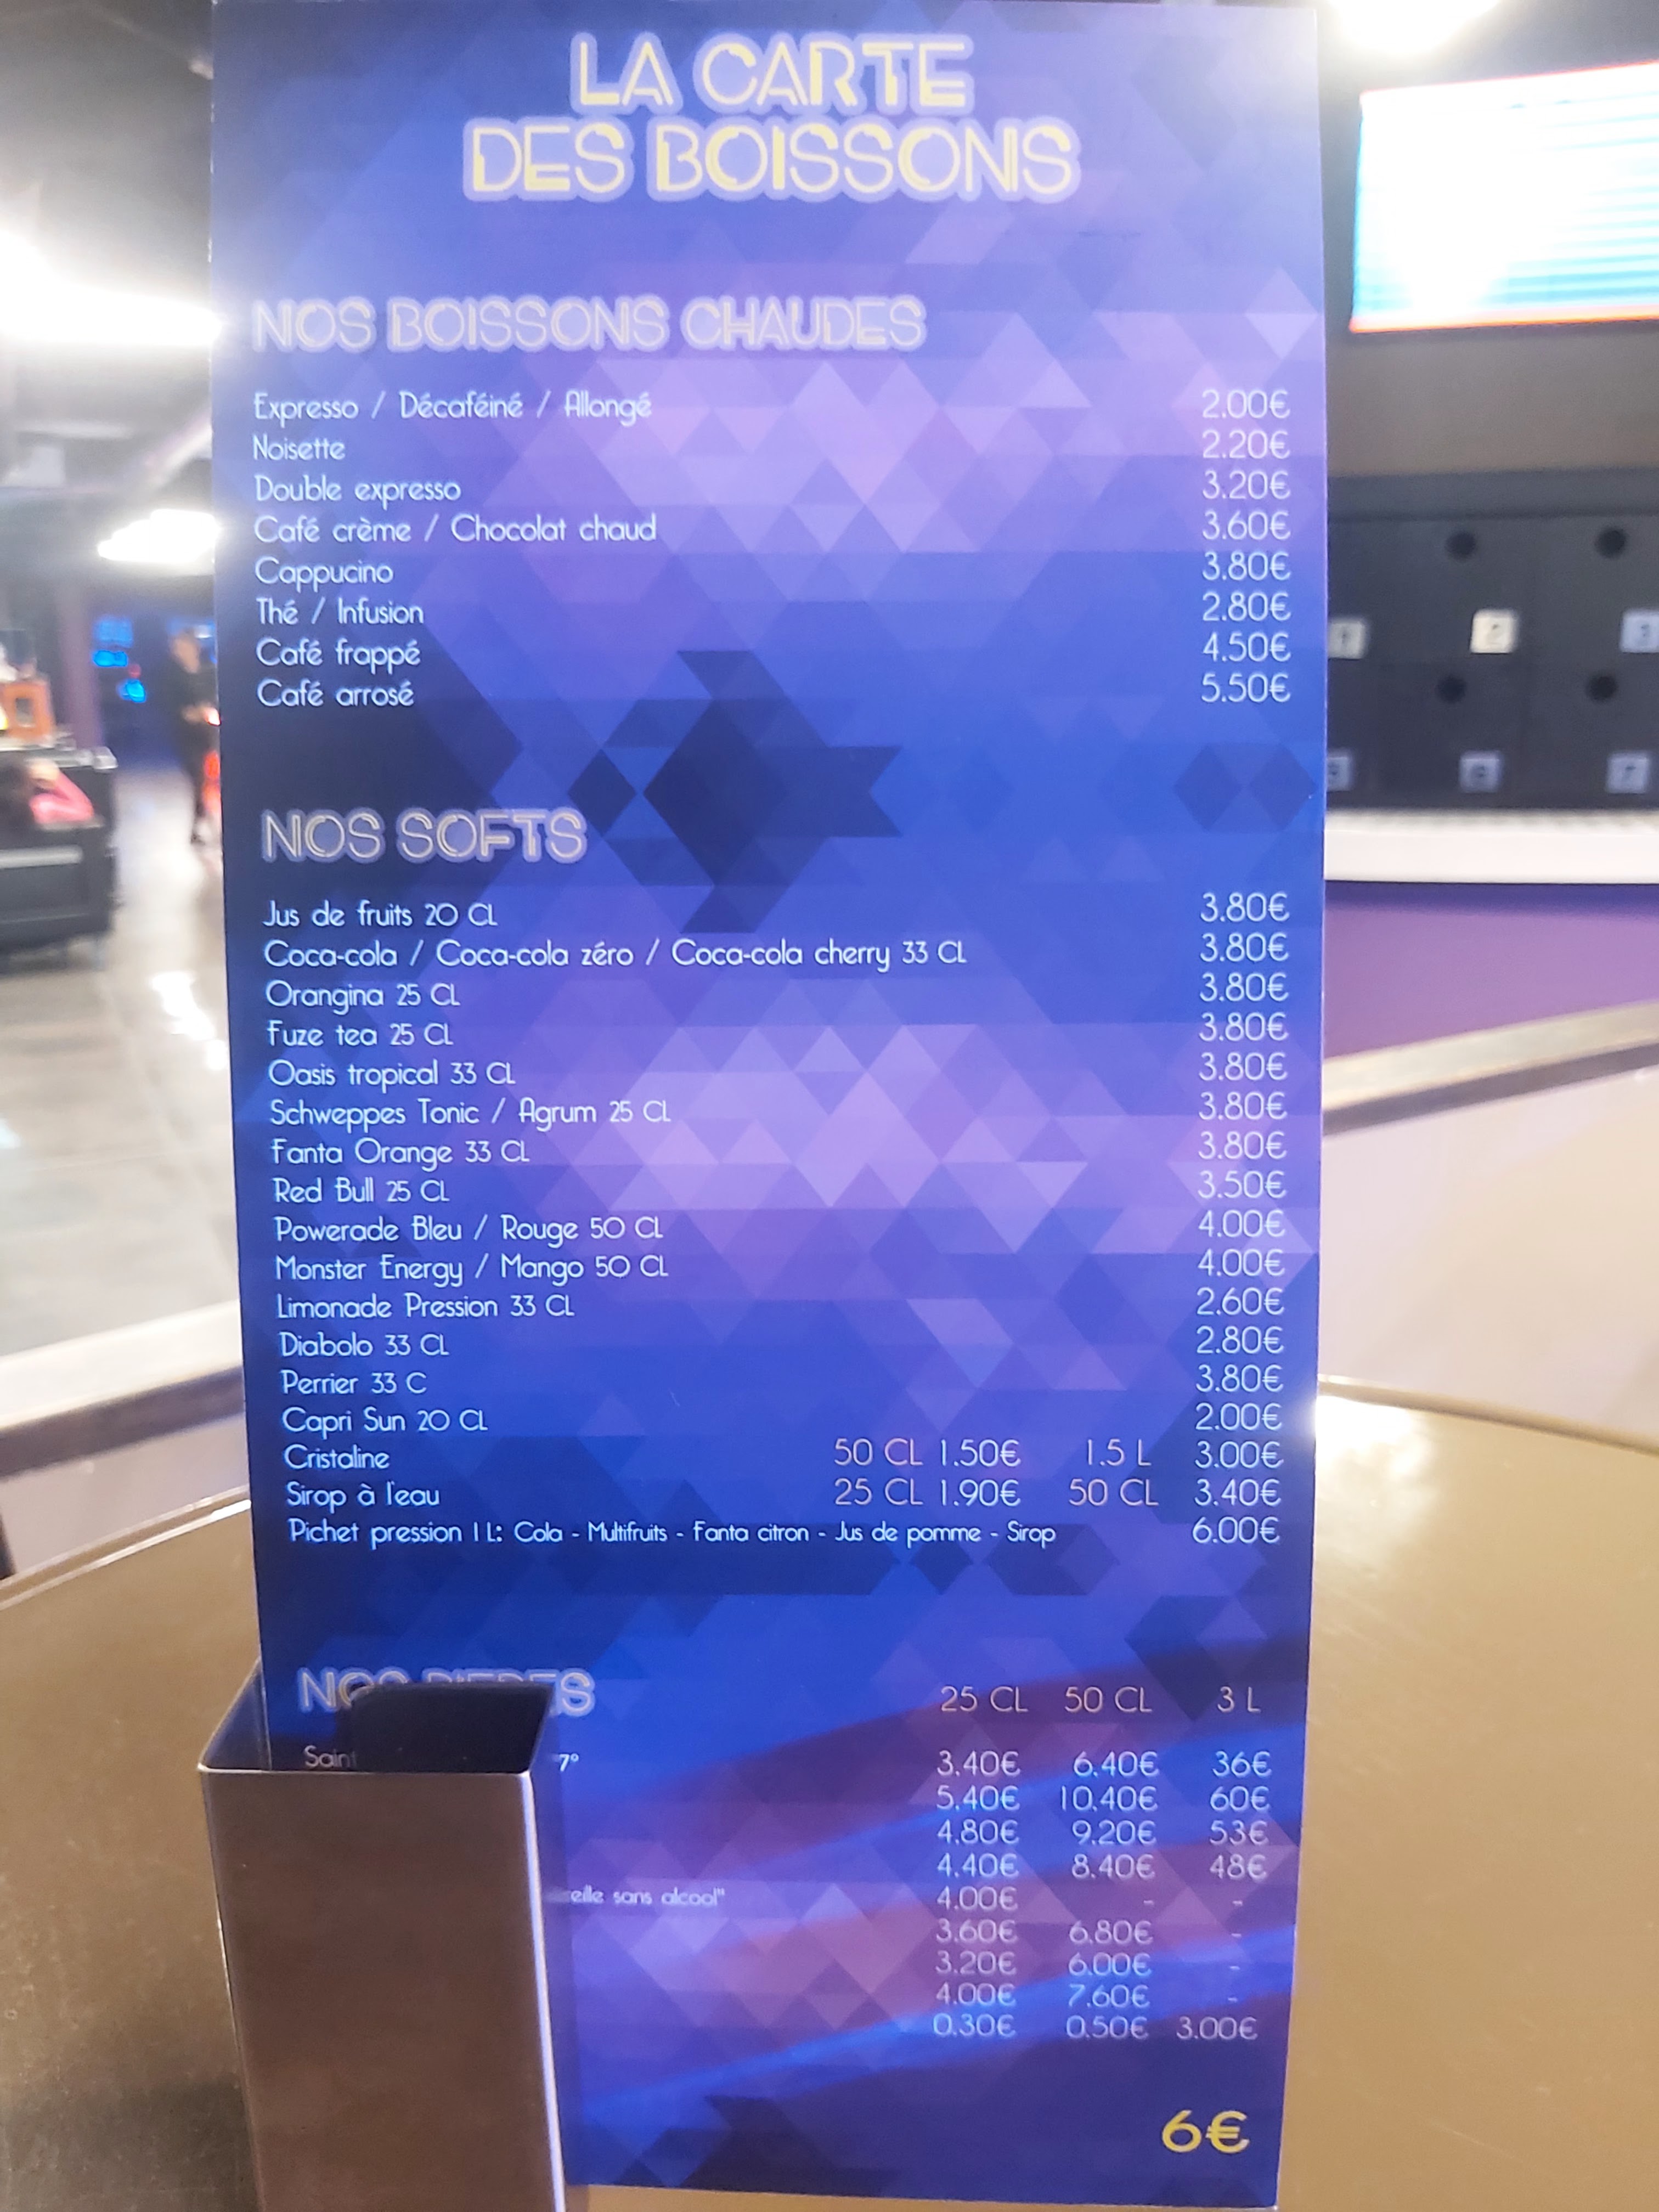 LA CARTE
DES BOISSONS
NOS BOISSONS CHAUDES
Expresso / Décaféiné / Allongé 2.00€
Noisette 2.20€
Double expresso 3.20€
Café crème / Chocolat chaud 3.60€
Cappucino 3.80€
Thé / Infusion 2.80€
Café frappé 4.50€
Café arrosé 5.50€
NOS SOFTS
Jus de fruits 20 CL 3.80€
Coca-cola / Coca-cola zéro / Coca-cola cherry 33 CL 3.80€
Orangina 25 CL 3.80€
Fuze tea 25 CL 3.80€
Oasis tropical 33 CL 3.80€
Schweppes Tonic / Agrum 25 CL 3.80€
Fanta Orange 33 CL 3.80€
Red Bull 25 CL 3.50€
Powerade Bleu / Rouge 50 CL 4.00€
Monster Energy / Mango 50 CL 4.00€
Limonade Pression 33 CL 2.60€
Diabolo 33 CL 2.80€
Perrier 33 C 3.80€
Capri Sun 20 CL 2.00€
Cristaline 50 CL 1.50€ 1.5 L 3.00€
Sirop à l'eau 25 CL 1.90€ 50 CL 3.40€
Pichet pression 1 L: Cola - Multifruits - Fanta citron - Jus de pomme - Sirop 6.00€
NOS 25 CL 50 CL 3 L
Saint 7° 3.40€ 6.40€ 36€
5.40€ 10.40€ 60€
4.80€ 9.20€ 53€
4.40€ 8.40€ 48€
sans alcool" 4.00€ - -
3.60€ 6.80€ -
3.20€ 6.00€ -
4.00€ 7.60€ -
0.30€ 0.50€ 3.00€
6€
1 2 3
6 7